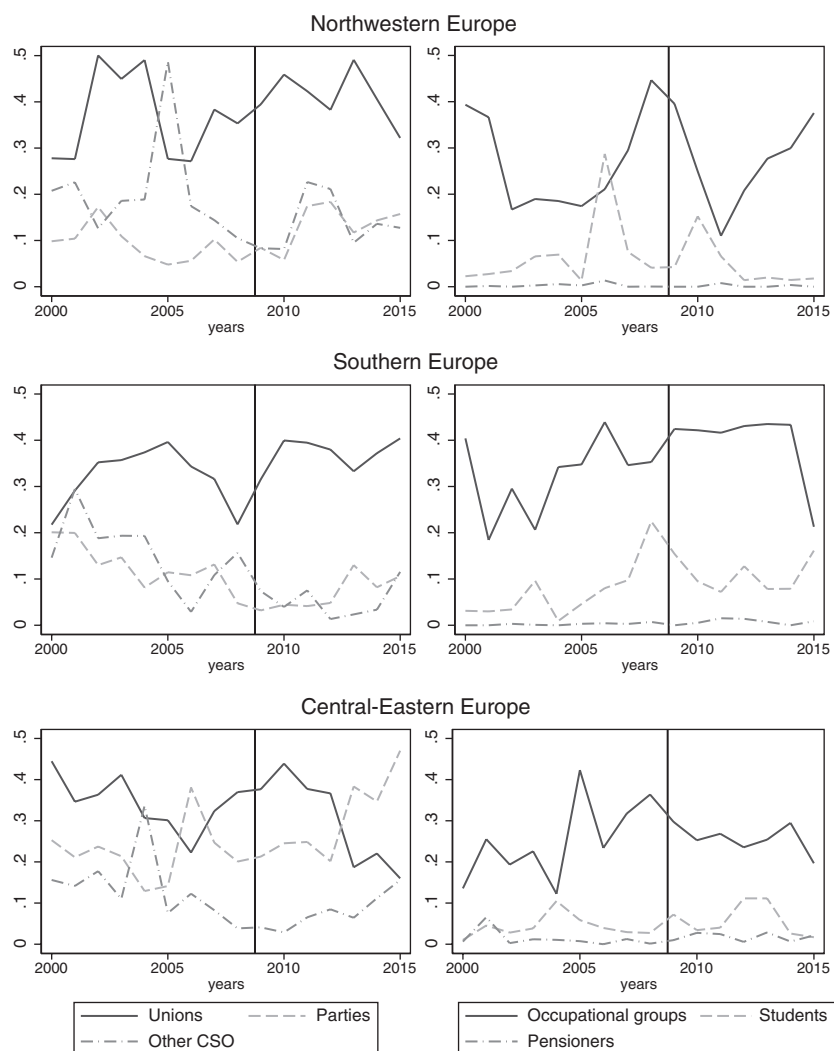 Northwestern Europe
.5
.4
.3
.2
.1
0
2000 2005 2010 2015
years
2000 2005 2010 2015
years
Southern Europe
.5
.4
.3
.2
.1
0
2000 2005 2010 2015
years
.5
.4
.3
.2
.1
0
2000 2005 2010 2015
years
Central-Eastern Europe
.5
.4
.3
.2
.1
0
2000 2005 2010 2015
years
.5
.4
.3
.2
.1
0
2000 2005 2010 2015
years
.5
.4
.3
.2
.1
0
Unions Parties
Other CSO
Occupational groups Students
Pensioners